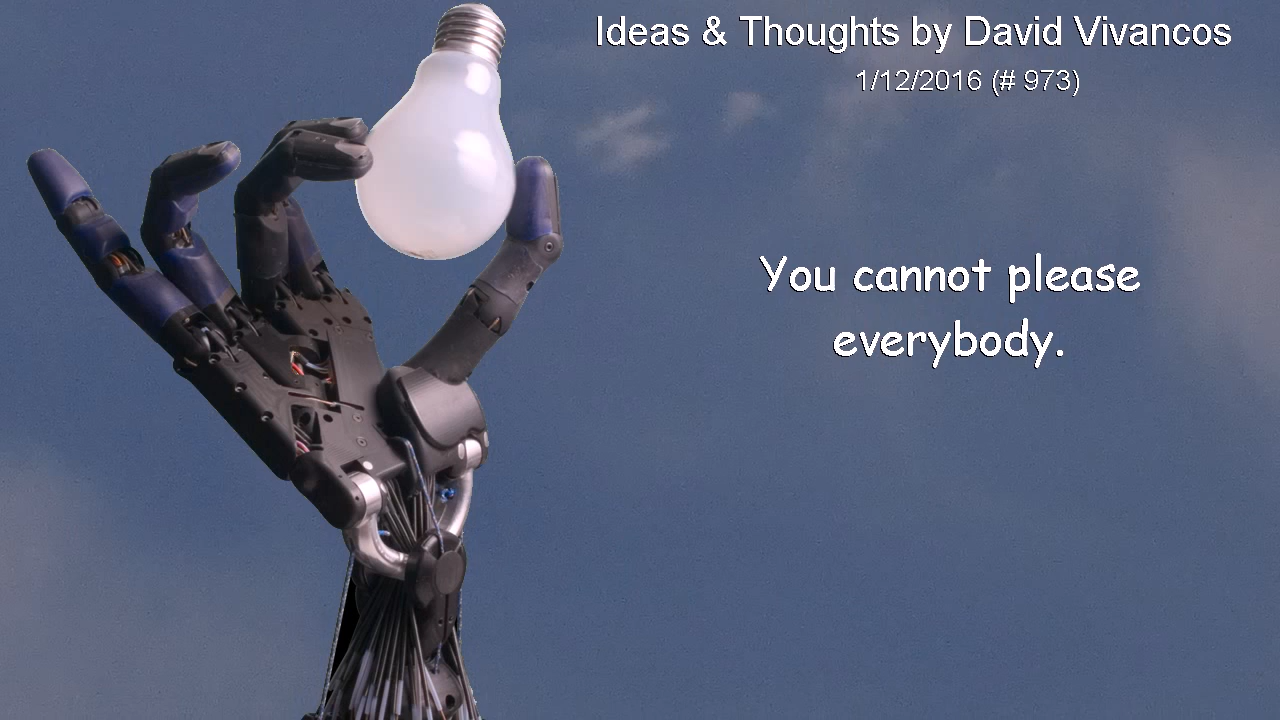 Ideas & Thoughts by David Vivancos
1/12/2016 (# 973)
You cannot please
everybody.